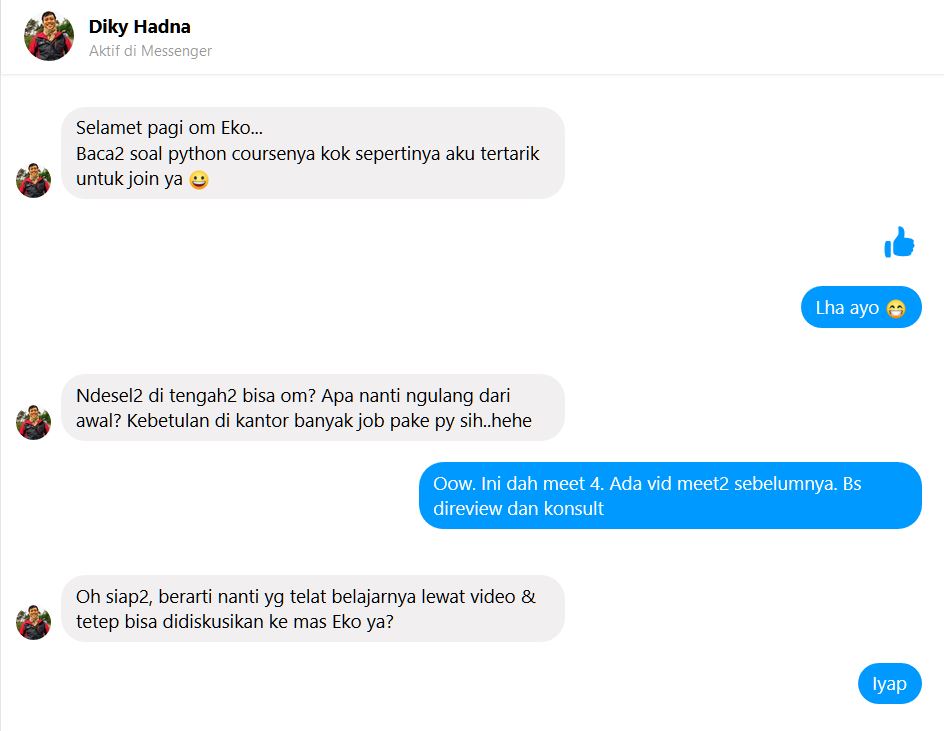 Diky Hadna
Aktif di Messenger
Selamet pagi om Eko...
Baca2 soal python coursenya kok sepertinya aku tertarik
untuk join ya 😀
Lha ayo 😁
Ndesel2 di tengah2 bisa om? Apa nanti ngulang dari
awal? Kebetulan di kantor banyak job pake py sih..hehe
Oow. Ini dah meet 4. Ada vid meet2 sebelumnya. Bs
direview dan konsult
Oh siap2, berarti nanti yg telat belajarnya lewat video &
tetep bisa didiskusikan ke mas Eko ya?
Iyap